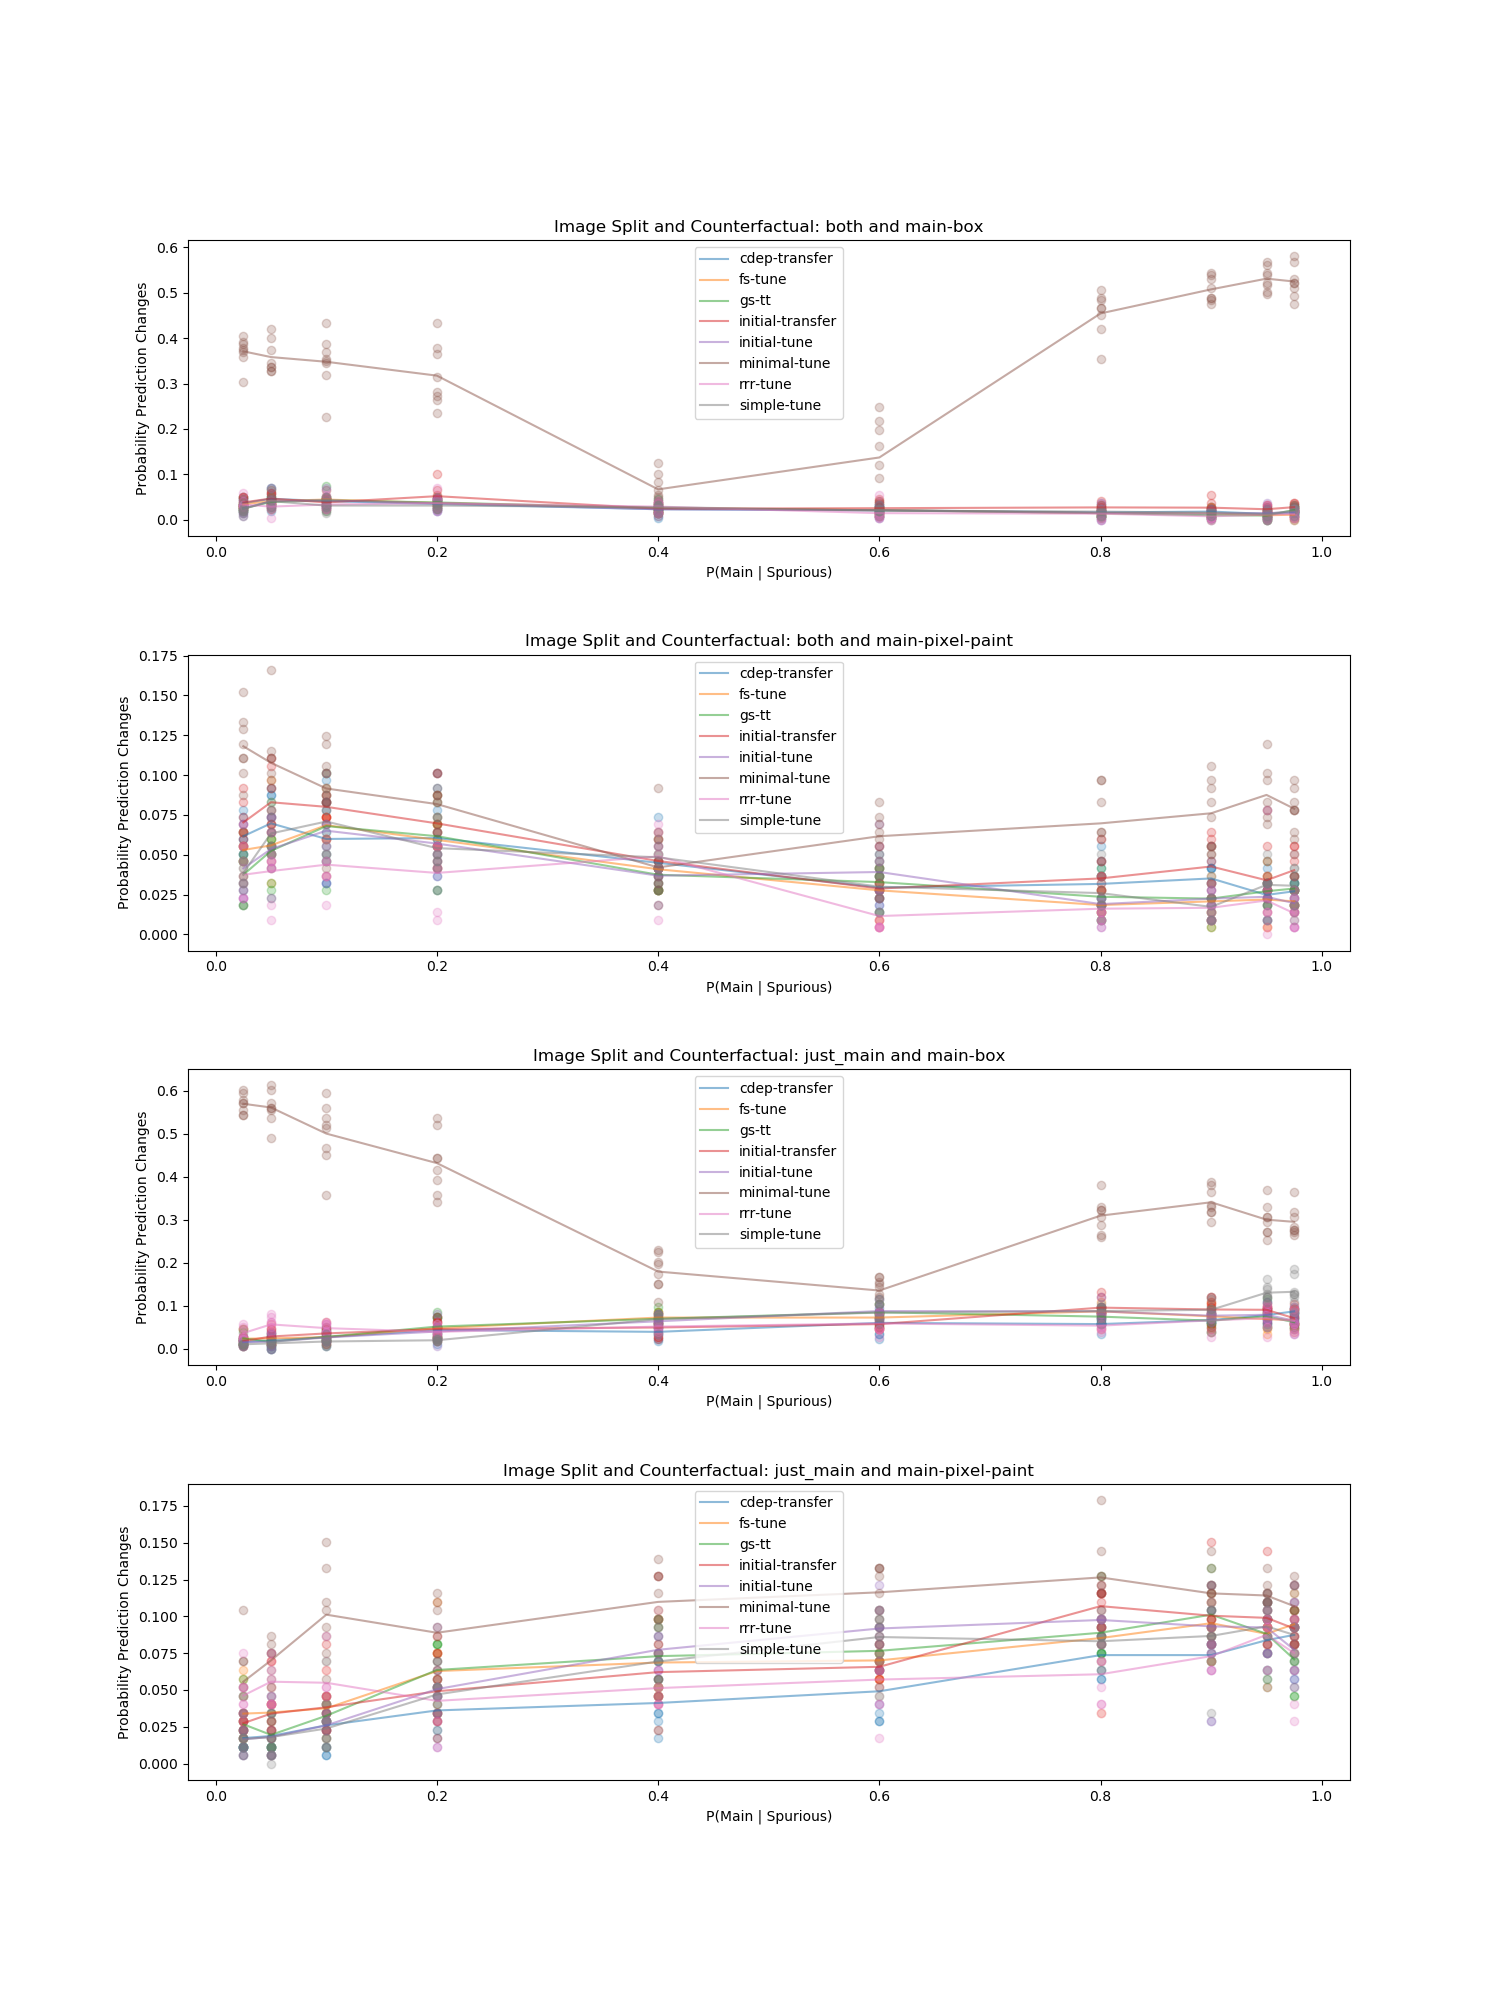 Image Split and Counterfactual: both and main-box
Probability Prediction Changes
0.6
0.5
0.4
0.3
0.2
0.1
0.0
cdep-transfer
fs-tune
gs-tt
initial-transfer
initial-tune
minimal-tune
rrr-tune
simple-tune
0.0 0.2 0.4 0.6 0.8 1.0
P(Main | Spurious)
Image Split and Counterfactual: both and main-pixel-paint
Probability Prediction Changes
0.175
0.150
0.125
0.100
0.075
0.050
0.025
0.000
cdep-transfer
fs-tune
gs-tt
initial-transfer
initial-tune
minimal-tune
rrr-tune
simple-tune
0.0 0.2 0.4 0.6 0.8 1.0
P(Main | Spurious)
Image Split and Counterfactual: just_main and main-box
Probability Prediction Changes
0.6
0.5
0.4
0.3
0.2
0.1
0.0
cdep-transfer
fs-tune
gs-tt
initial-transfer
initial-tune
minimal-tune
rrr-tune
simple-tune
0.0 0.2 0.4 0.6 0.8 1.0
P(Main | Spurious)
Image Split and Counterfactual: just_main and main-pixel-paint
Probability Prediction Changes
0.175
0.150
0.125
0.100
0.075
0.050
0.025
0.000
cdep-transfer
fs-tune
gs-tt
initial-transfer
initial-tune
minimal-tune
rrr-tune
simple-tune
0.0 0.2 0.4 0.6 0.8 1.0
P(Main | Spurious)